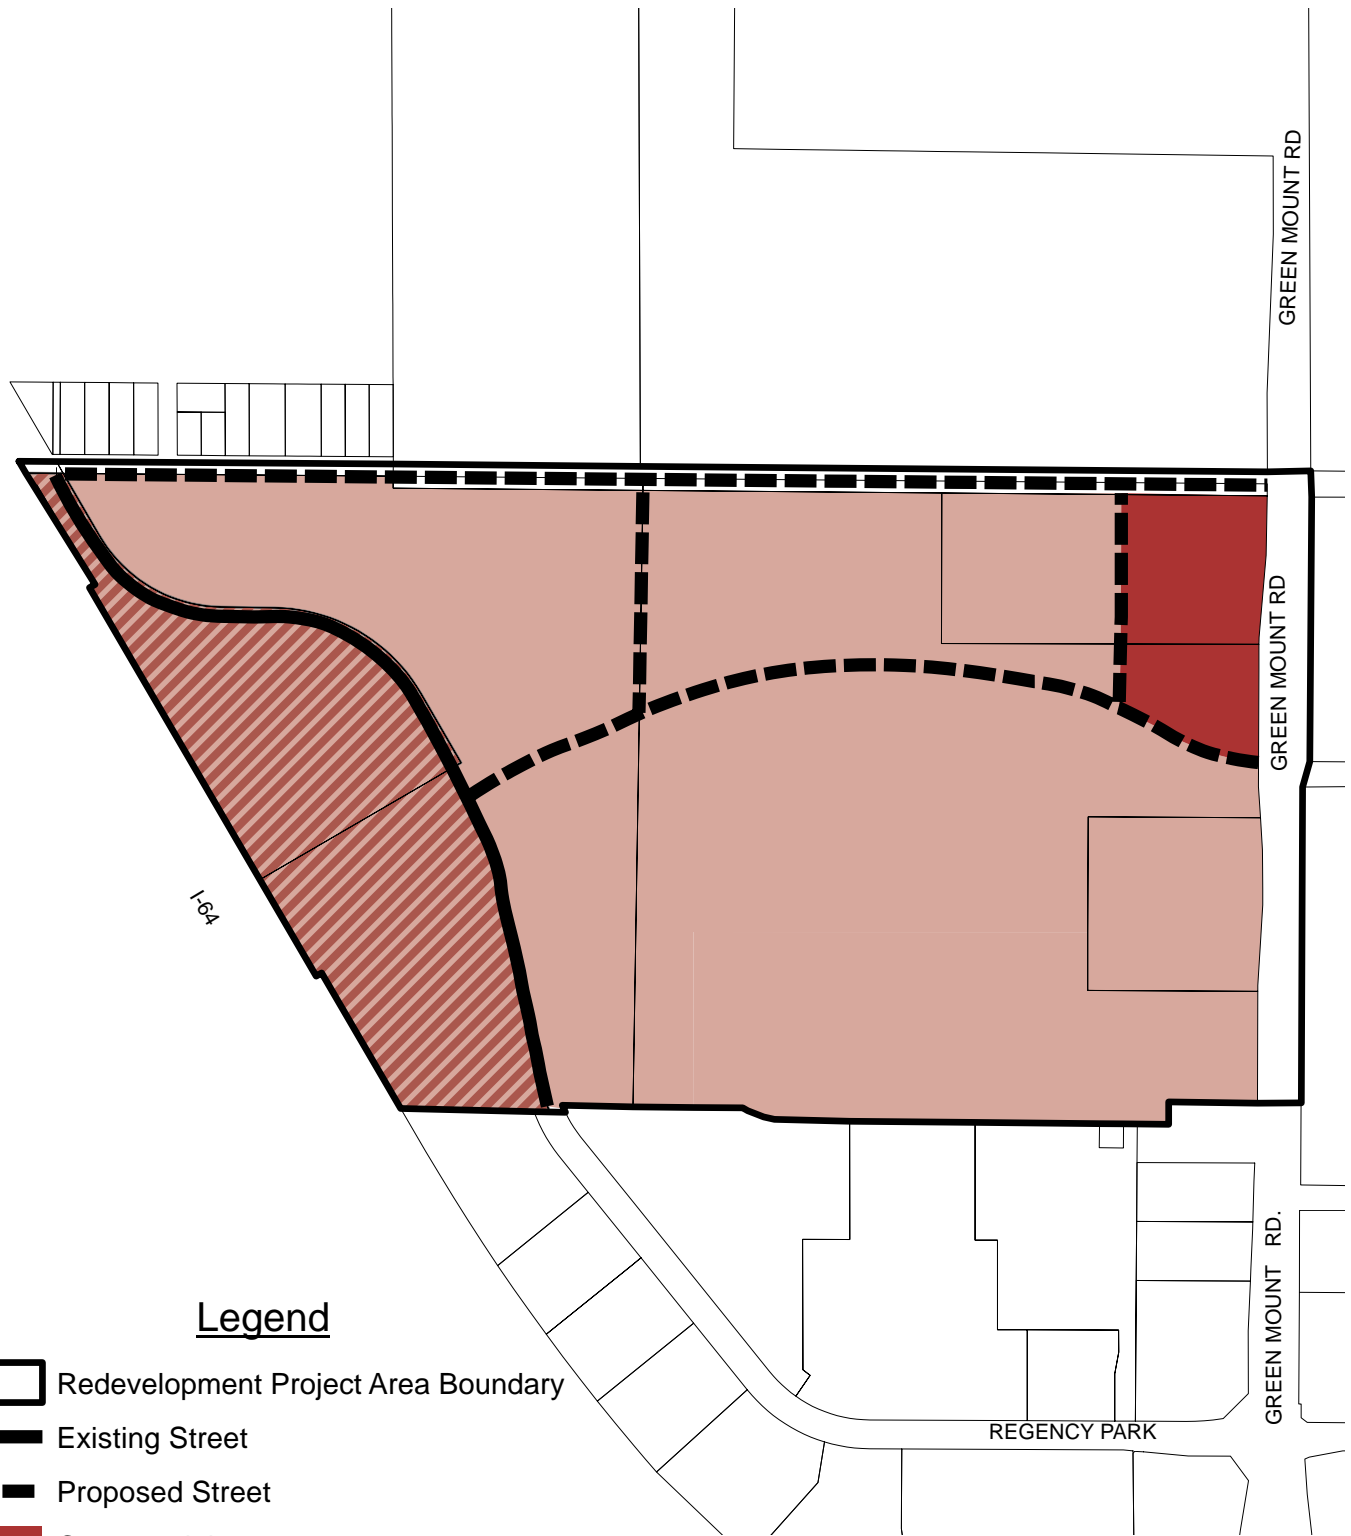 GREEN MOUNT RD
GREEN MOUNT RD
I-64
GREEN MOUNT RD.
REGENCY PARK
Legend
Redevelopment Project Area Boundary
Existing Street
Proposed Street